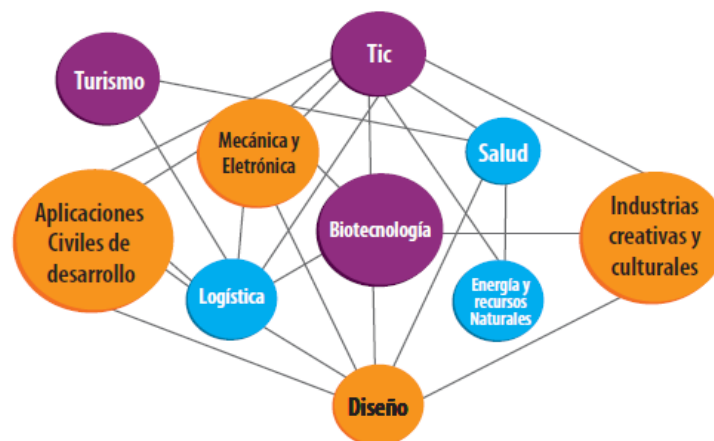 Tic
Turismo
Mecánica y
Eletrónica
Salud
Aplicaciones
Civiles de
desarrollo
Biotecnología
Industrias
creativas y
culturales
Logística
Energía y
recursos
Naturales
Diseño